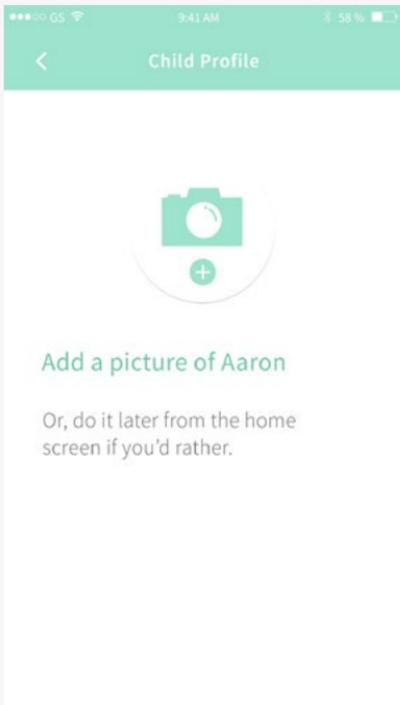 GS 9:41 AM 58 %
Child Profile
Add a picture of Aaron
Or, do it later from the home
screen if you'd rather.